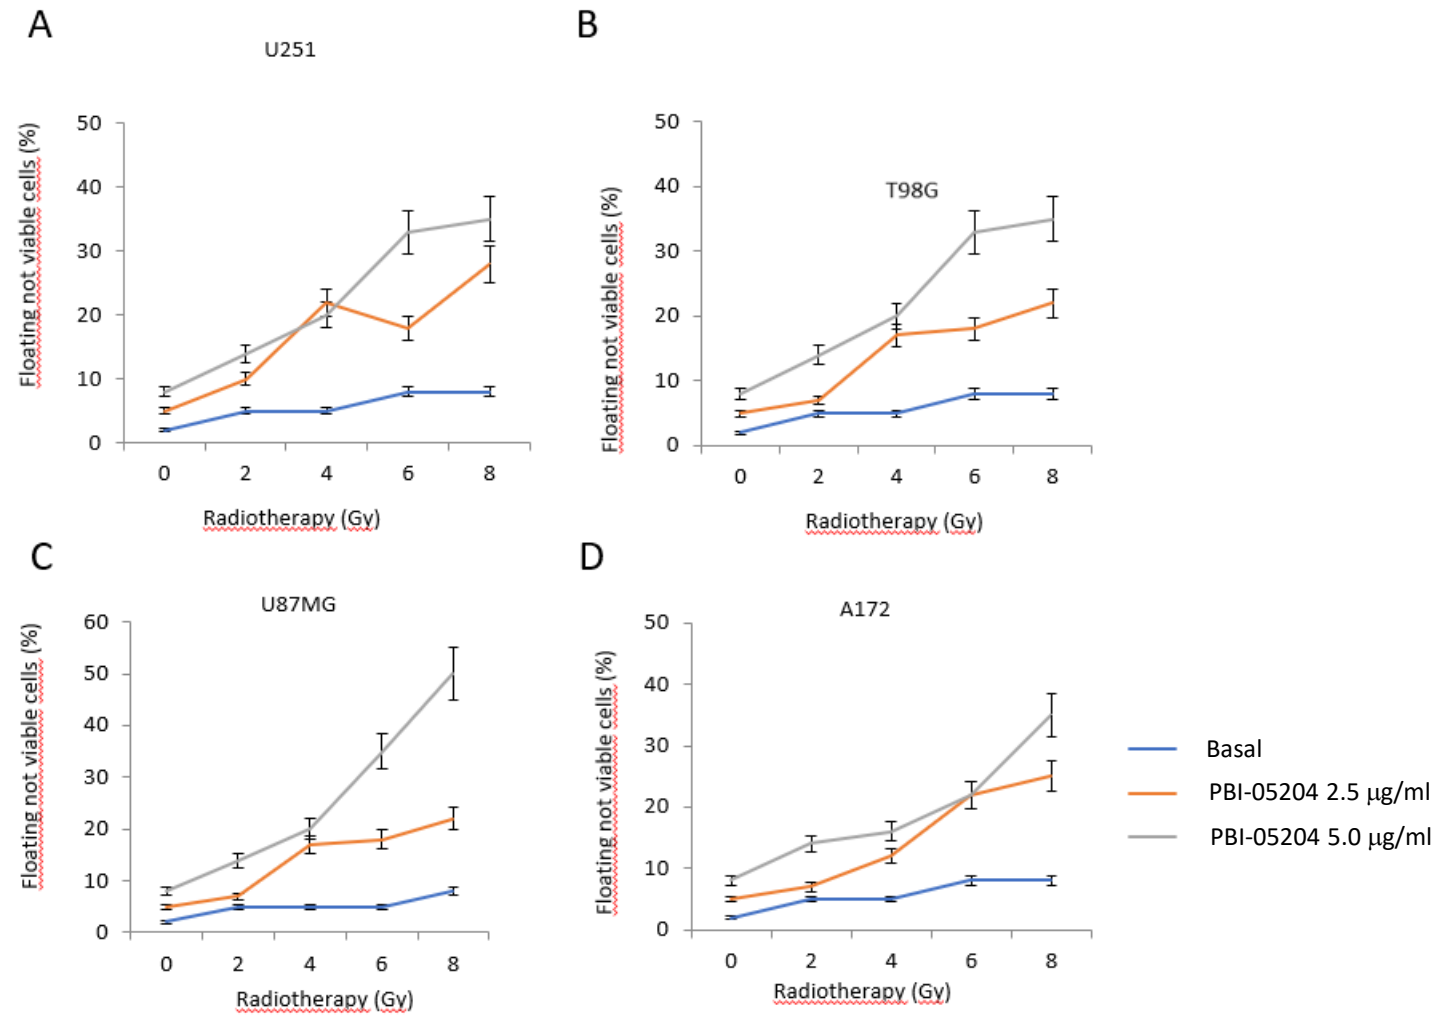 A
U251
Floating not viable cells (%)
50
40
30
20
10
0
0 2 4 6 8
Radiotherapy (Gy)
B
T98G
Floating not viable cells (%)
50
40
30
20
10
0
0 2 4 6 8
Radiotherapy (Gy)
C
U87MG
Floating not viable cells (%)
60
50
40
30
20
10
0
0 2 4 6 8
Radiotherapy (Gy)
D
A172
Floating not viable cells (%)
50
40
30
20
10
0
0 2 4 6 8
Radiotherapy (Gy)
Basal
PBI-05204 2.5 μg/ml
PBI-05204 5.0 μg/ml